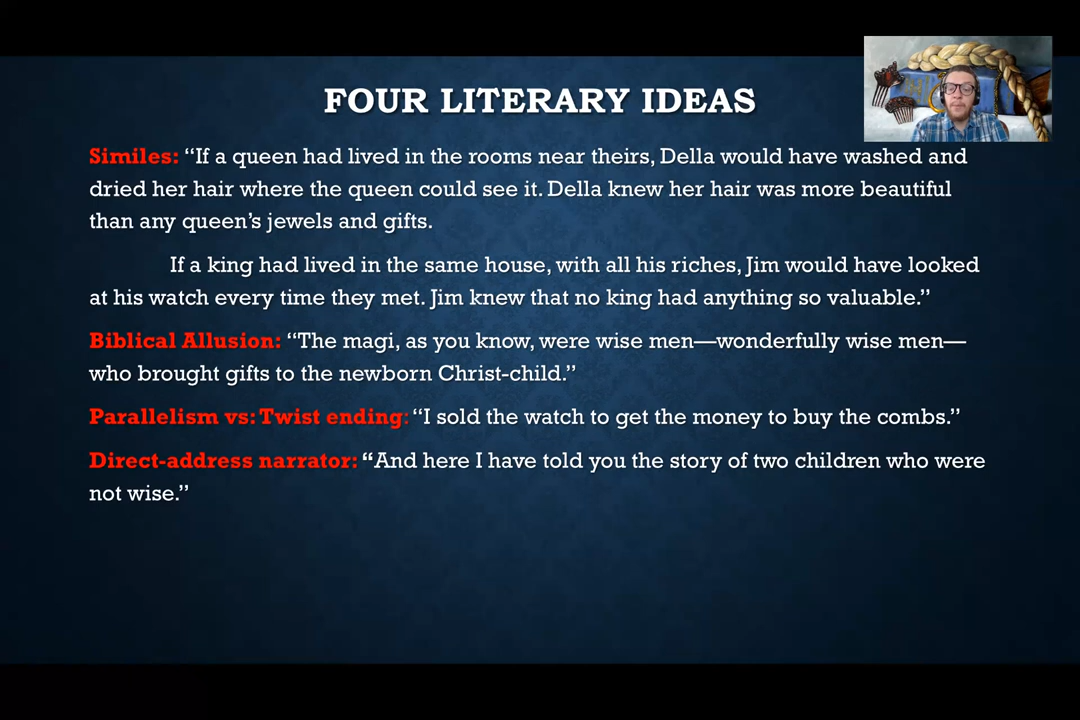 FOUR LITERARY IDEAS
Similes: “If a queen had lived in the rooms near theirs, Della would have washed and
dried her hair where the queen could see it. Della knew her hair was more beautiful
than any queen’s jewels and gifts.
If a king had lived in the same house, with all his riches, Jim would have looked
at his watch every time they met. Jim knew that no king had anything so valuable.”
Biblical Allusion: “The magi, as you know, were wise men—wonderfully wise men—
who brought gifts to the newborn Christ-child.”
Parallelism vs: Twist ending: “I sold the watch to get the money to buy the combs.”
Direct-address narrator: “And here I have told you the story of two children who were
not wise.”